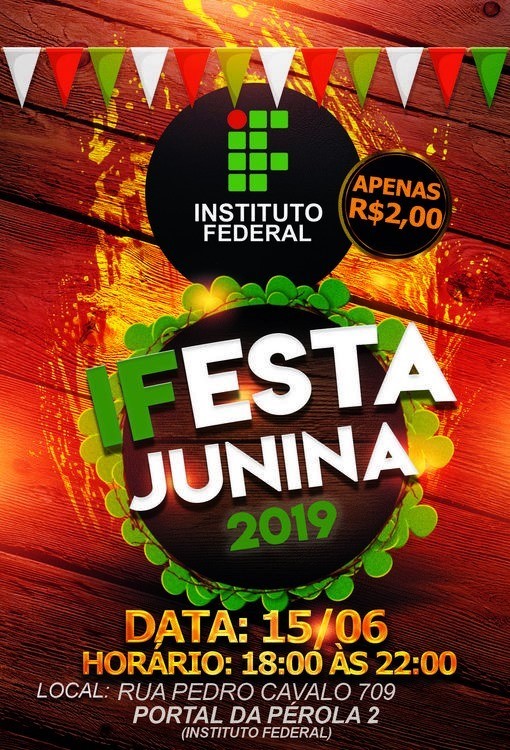 INSTITUTO
FEDERAL
APENAS
R$2,00
IFESTA
JUNINA
2019
DATA: 15/06
HORÁRIO: 18:00 ÀS 22:00
LOCAL: RUA PEDRO CAVALO 709
PORTAL DA PÉROLA 2
(INSTITUTO FEDERAL)